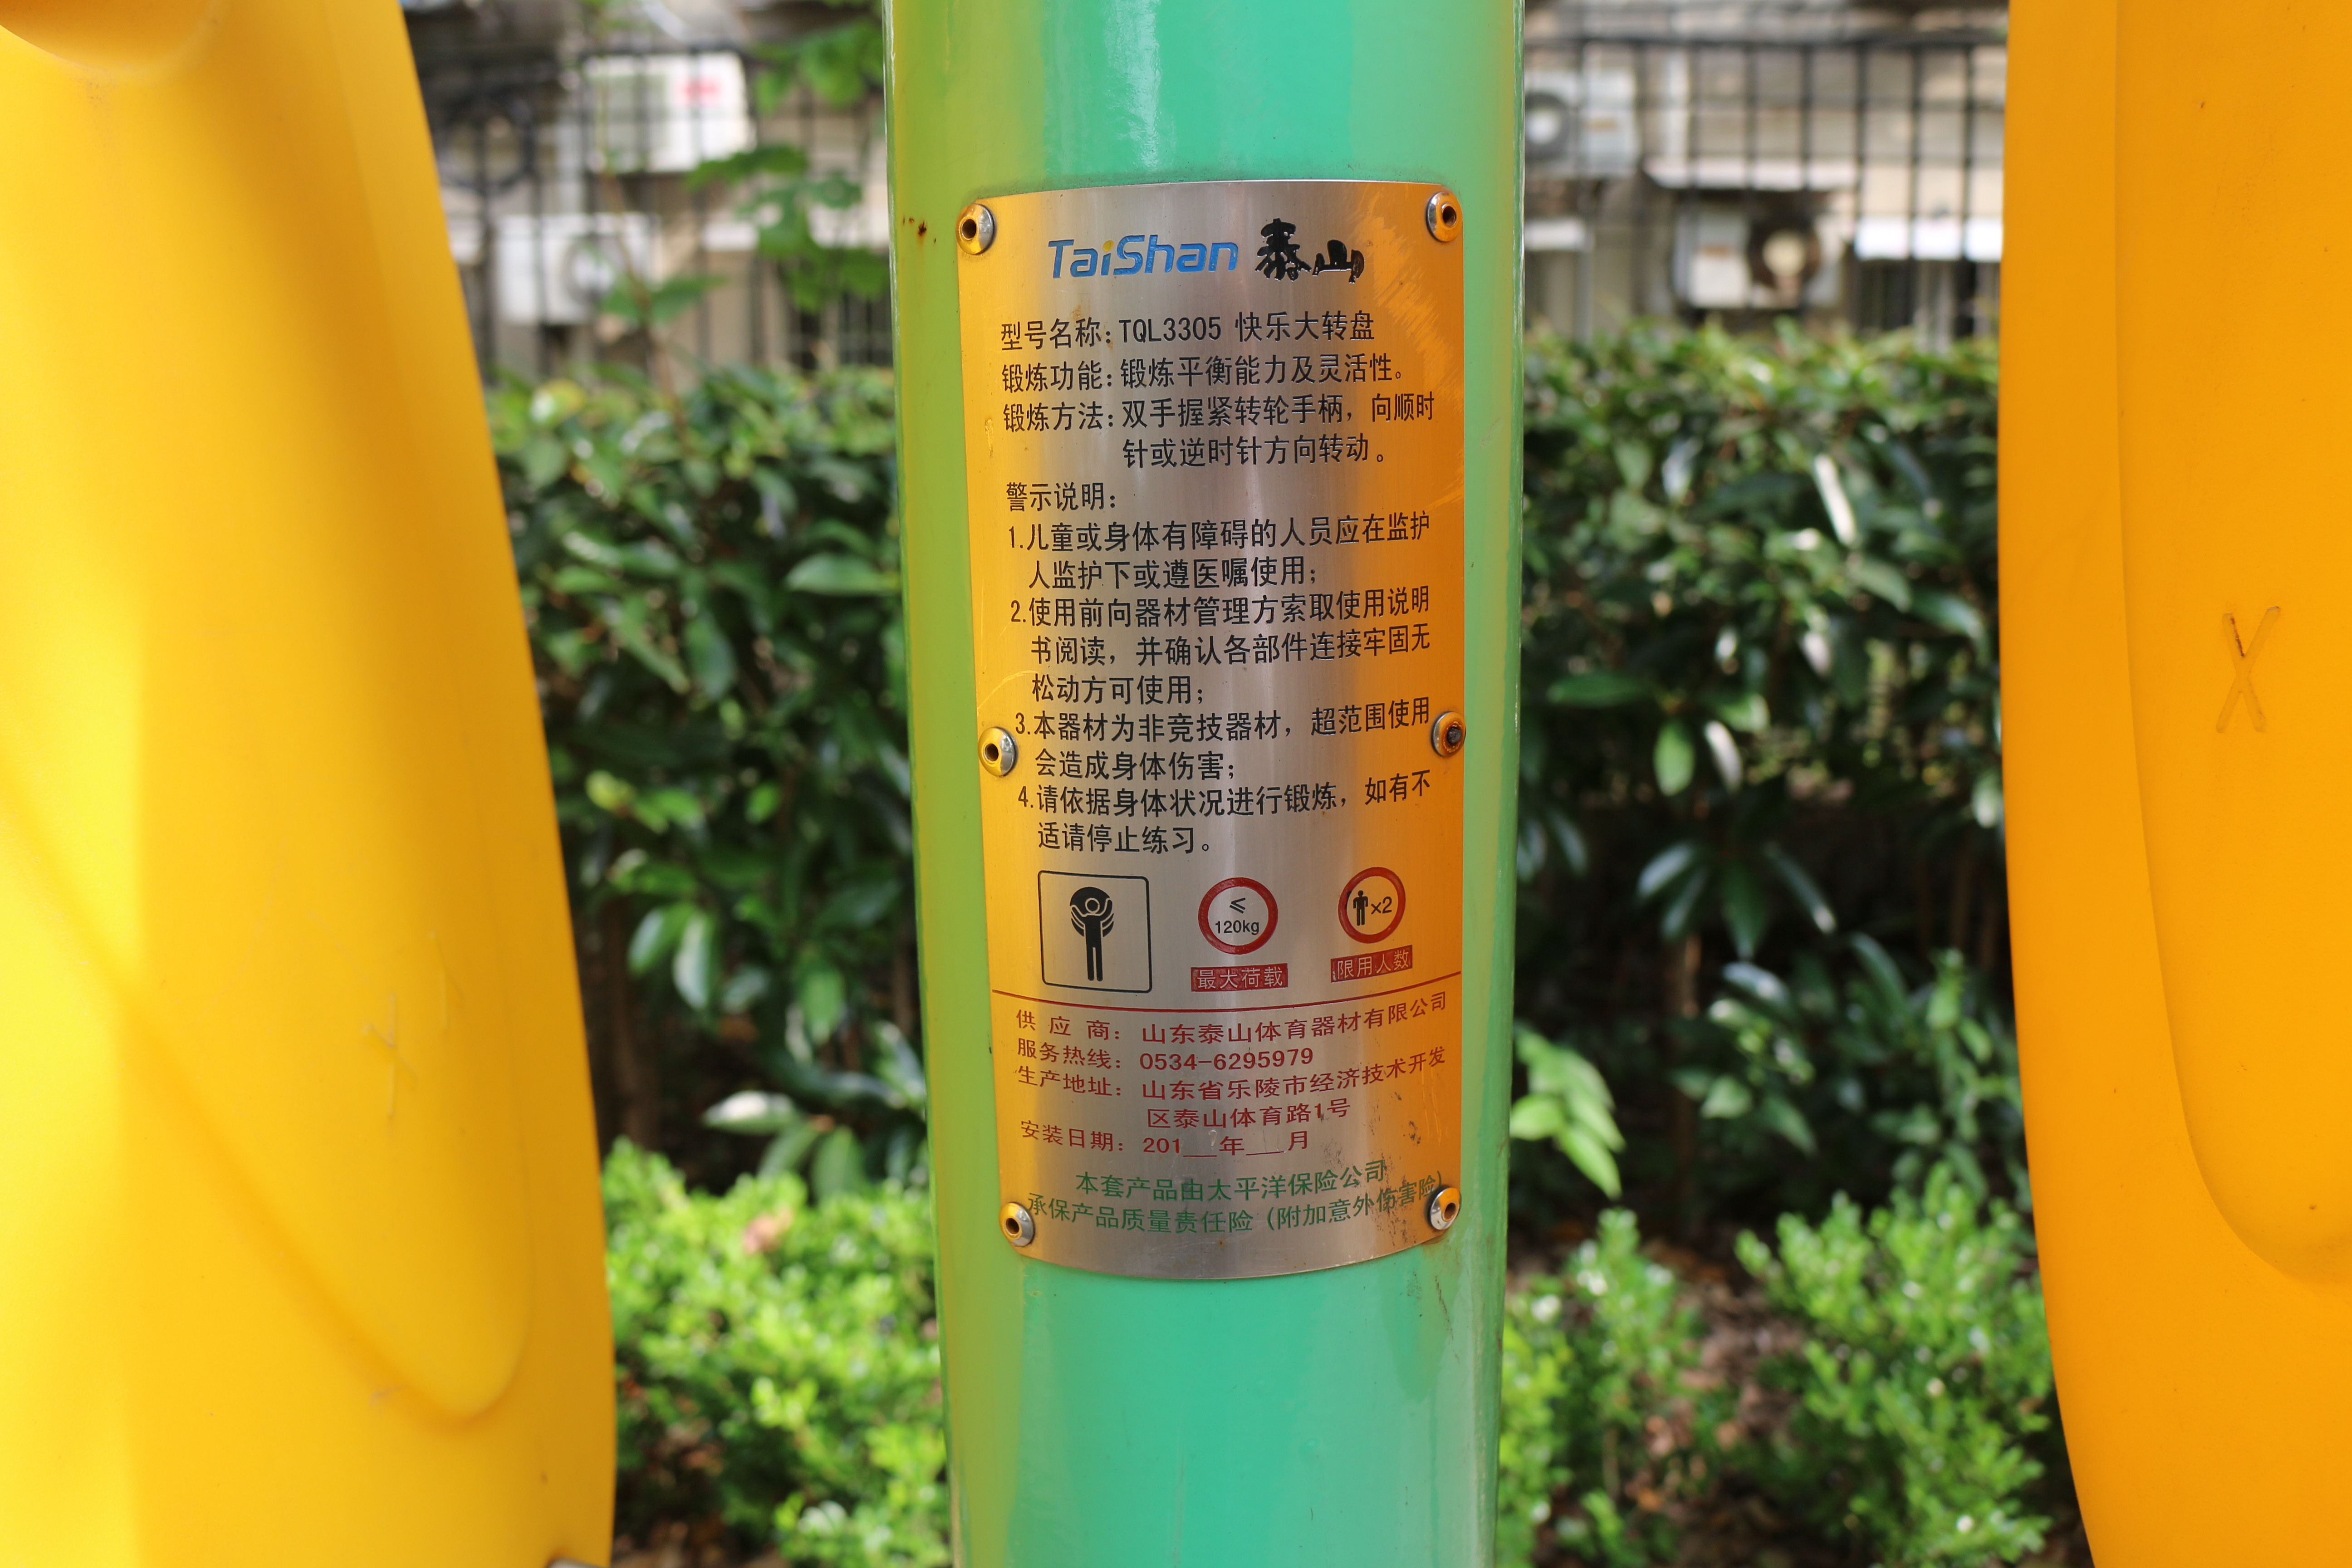 TaiShan 泰山
型号名称：TQL3305 快乐大转盘
锻炼功能：锻炼平衡能力及灵活性。
锻炼方法：双手握紧转轮手柄，向顺时
针或逆时针方向转动。
警示说明：
1.儿童或身体有障碍的人员应在监护
人监护下或遵医嘱使用；
2.使用前向器材管理方索取使用说明
书阅读，并确认各部件连接牢固无
松动方可使用；
3.本器材为非竞技器材，超范围使用
会造成身体伤害；
4.请依据身体状况进行锻炼，如有不
适请停止练习。
≤
120kg
×2
最大荷载
限用人数
供应商：山东泰山体育器材有限公司
服务热线：0534-6295979
生产地址：山东省乐陵市经济技术开发
区泰山体育路1号
安装日期：201__年__月
本套产品由太平洋保险公司
承保产品质量责任险（附加意外伤害险）
X